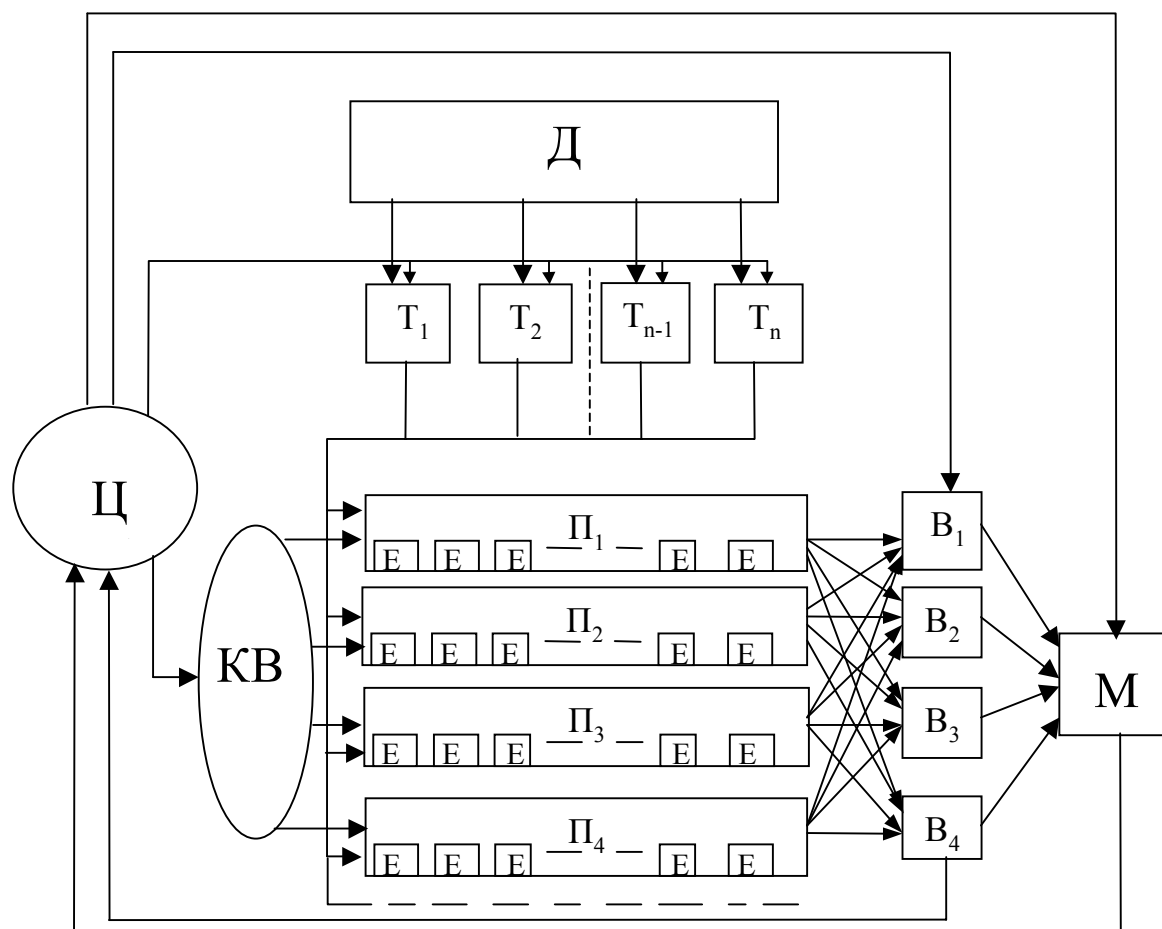 Д
Т1 Т2 Тn-1 Тn
Ц
П1
Е Е Е Е Е
В1
П2
Е Е Е Е Е
В2
КВ
М
П3
Е Е Е Е Е
В3
П4
Е Е Е Е Е
В4